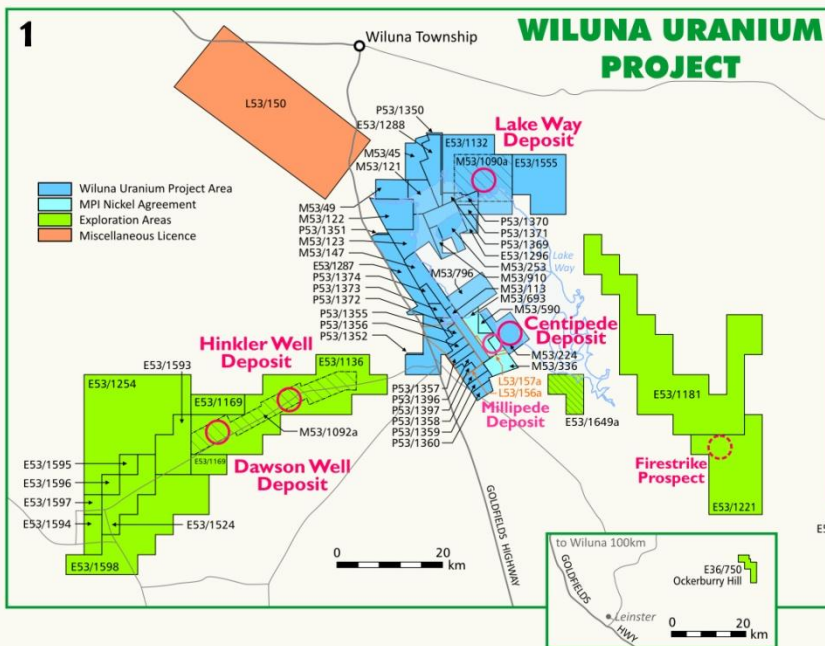 1
WILUNA URANIUM
PROJECT
Wiluna Township
L53/150
Wiluna Uranium Project Area
MPI Nickel Agreement
Exploration Areas
Miscellaneous Licence
P53/1350
E53/1288
M53/45
M53/121
Lake Way
Deposit
E53/1132
M53/1090a
E53/1555
M53/49
M53/122
P53/1351
M53/123
M53/147
E53/1287
P53/1374
P53/1373
P53/1372
P53/1355
P53/1356
P53/1352
P53/1370
P53/1371
P53/1369
E53/1296
M53/253
M53/910
M53/113
M53/693
M53/590
M53/796
Lake
Way
Centipede
Deposit
M53/224
M53/336
L53/157a
L53/156a
Millipede
Deposit
P53/1357
P53/1396
P53/1397
P53/1358
P53/1359
P53/1360
E53/1649a
E53/1181
Firestrike
Prospect
E53/1221
Hinkler Well
Deposit
E53/1593
E53/1254
E53/1169
E53/1136
M53/1092a
E53/1169
Dawson Well
Deposit
E53/1595
E53/1596
E53/1597
E53/1594
E53/1524
E53/1598
GOLDFIELDS HIGHWAY
0 20
km
to Wiluna 100km
GOLDFIELDS
HWY
Leinster
E36/750
Ockerburry Hill
0 20
km